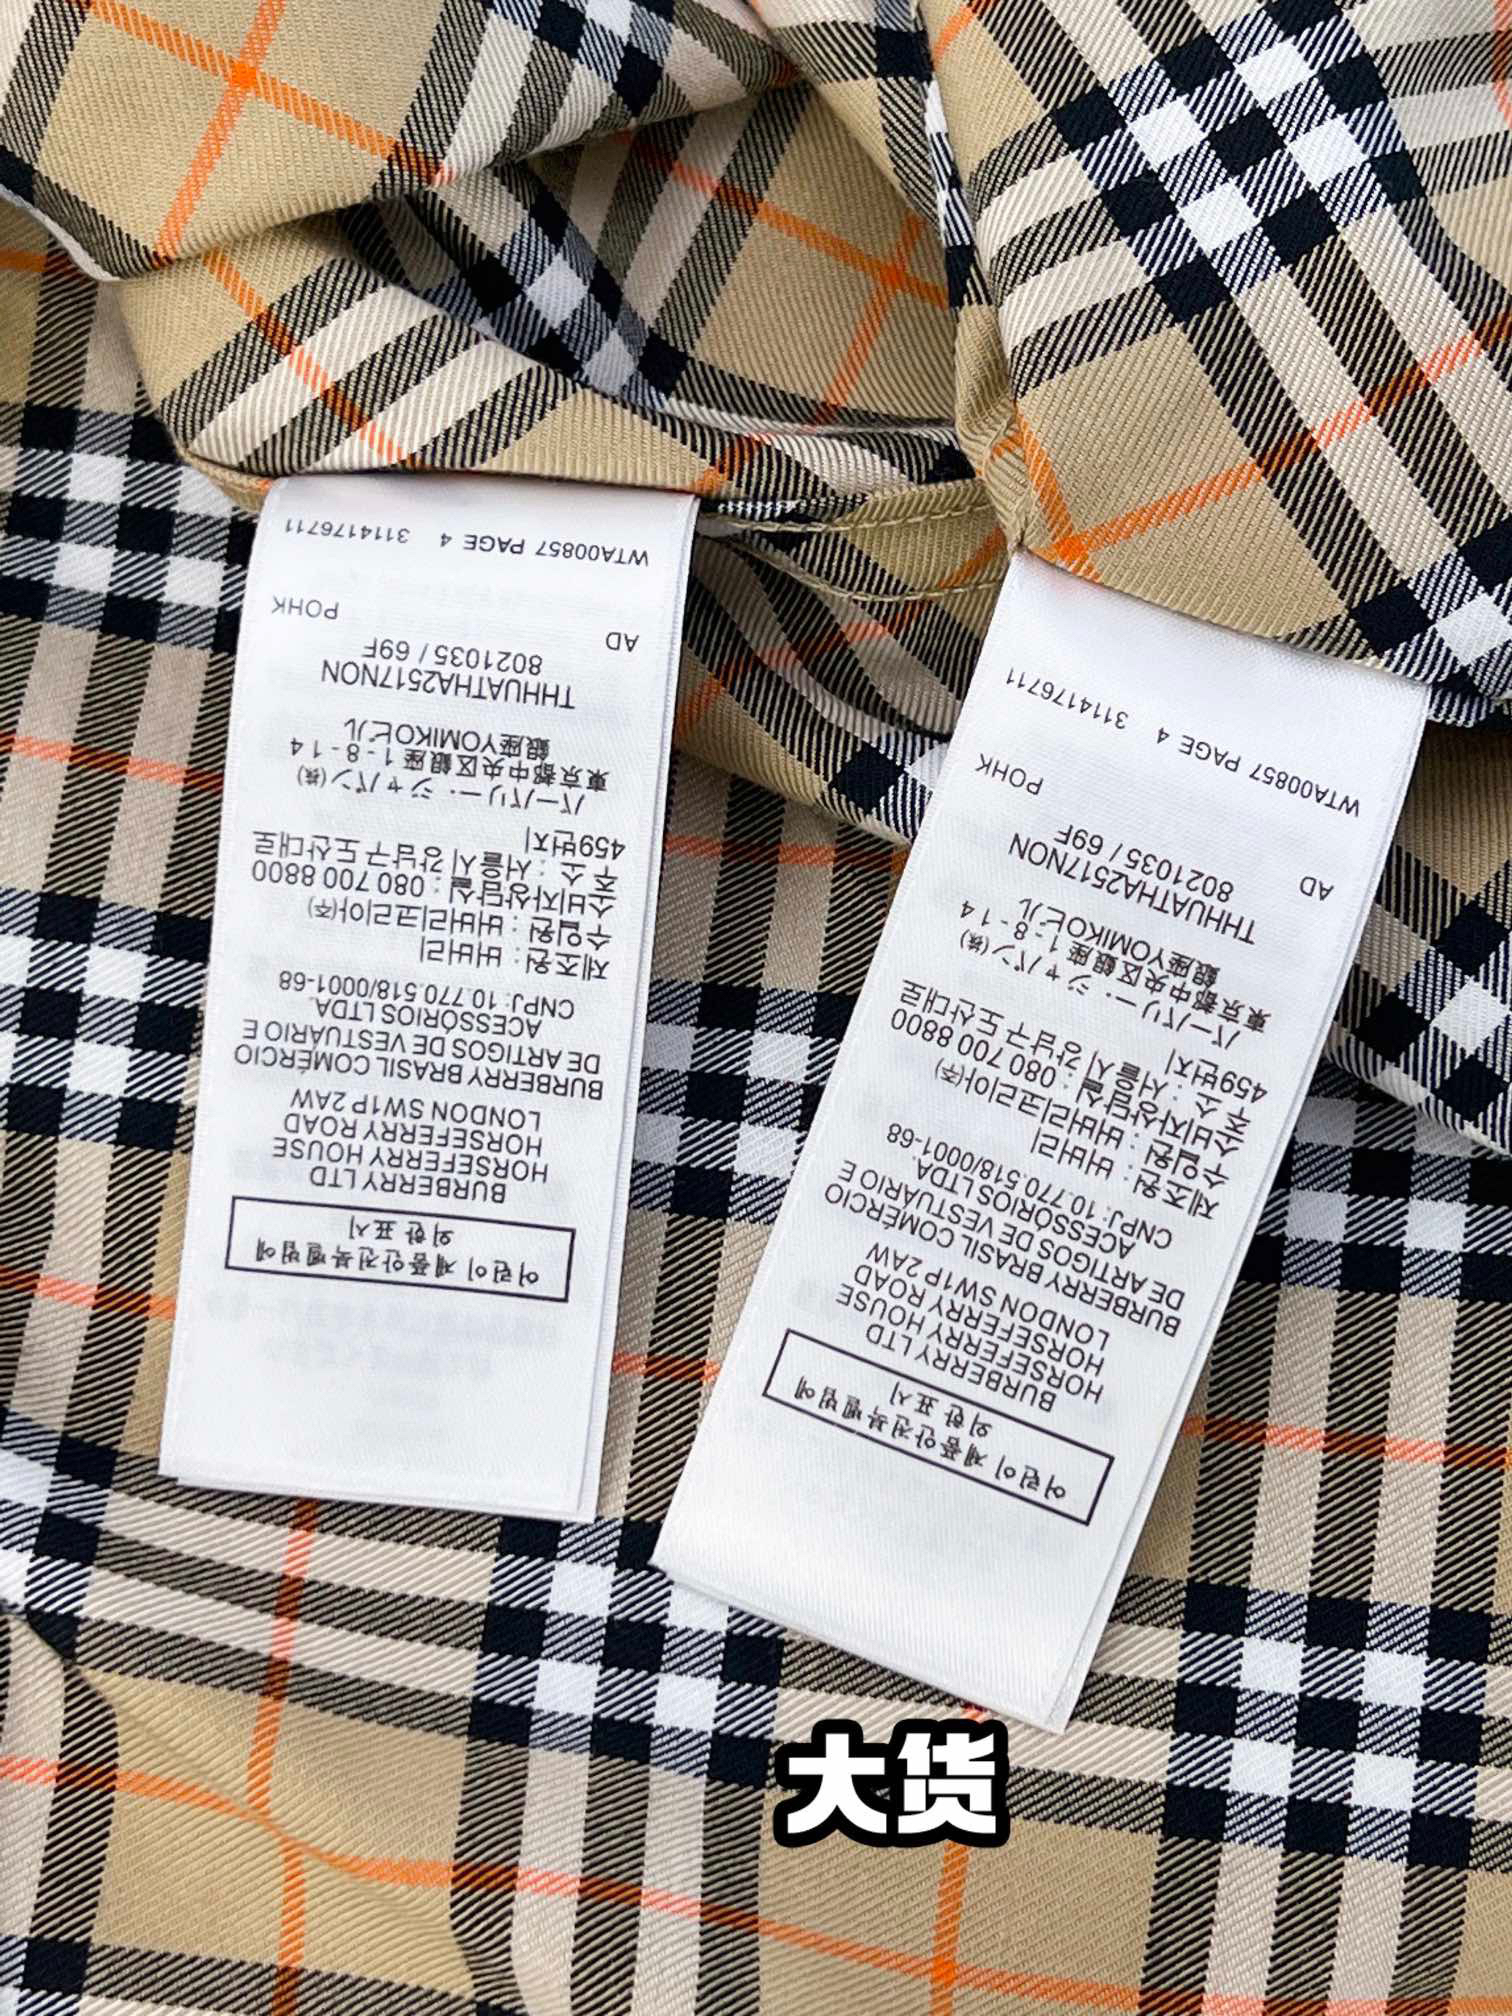 어린이 제품안전특별법에
의한 표시
BURBERRY LTD
HORSEFERRY HOUSE
HORSEFERRY ROAD
LONDON SW1P 2AW
BURBERRY BRASIL COMÉRCIO
DE ARTIGOS DE VESTUÁRIO E
ACESSÓRIOS LTDA.
CNPJ: 10.770.518/0001-68
제조원 : 버버리
수입원 : 버버리코리아(주)
소비자상담실 : 080 700 8800
주 소 : 서울시 강남구 도산대로
459번지
バーバリー・ジャパン(株)
東京都中央区銀座 1-8-14
銀座YOMIKOビル
THHUATHA2517NON
8021035 / 69F
AD POHK
WTA00857 PAGE 4 3114176711
어린이 제품안전특별법에
의한 표시
BURBERRY LTD
HORSEFERRY HOUSE
HORSEFERRY ROAD
LONDON SW1P 2AW
BURBERRY BRASIL COMÉRCIO
DE ARTIGOS DE VESTUÁRIO E
ACESSÓRIOS LTDA.
CNPJ: 10.770.518/0001-68
제조원 : 버버리
수입원 : 버버리코리아(주)
소비자상담실 : 080 700 8800
주 소 : 서울시 강남구 도산대로
459번지
バーバリー・ジャパン(株)
東京都中央区銀座 1-8-14
銀座YOMIKOビル
THHUATHA2517NON
8021035 / 69F
AD POHK
WTA00857 PAGE 4 3114176711
大货